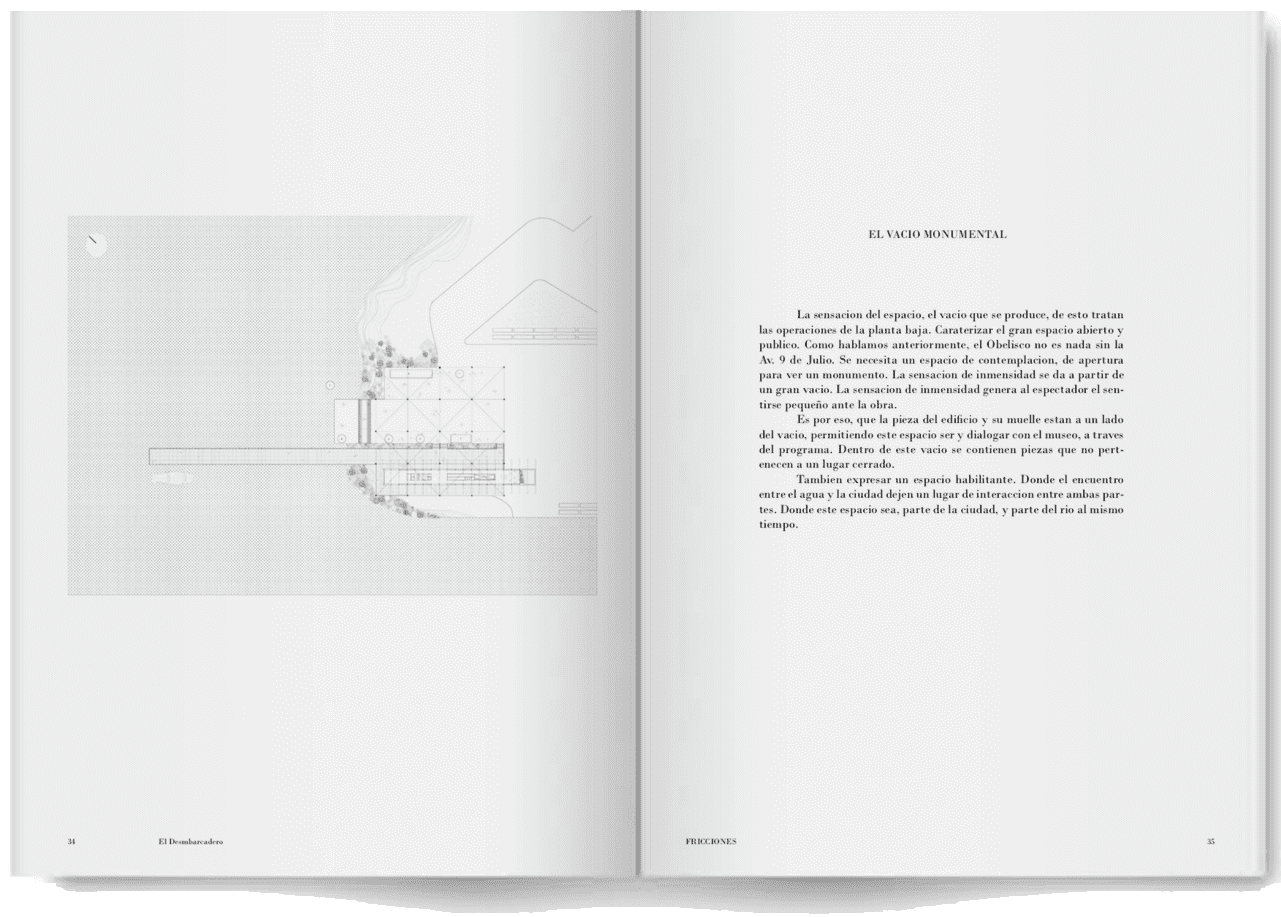 34
El Desmbarcadero
EL VACIO MONUMENTAL
La sensacion del espacio, el vacio que se produce, de esto tratan
las operaciones de la planta baja. Caraterizar el gran espacio abierto y
publico. Como hablamos anteriormente, el Obelisco no es nada sin la
Av. 9 de Julio. Se necesita un espacio de contemplacion, de apertura
para ver un monumento. La sensacion de inmensidad se da a partir de
un gran vacio. La sensacion de inmensidad genera al espectador el sen-
tirse pequeño ante la obra.
Es por eso, que la pieza del edificio y su muelle estan a un lado
del vacio, permitiendo este espacio ser y dialogar con el museo, a traves
del programa. Dentro de este vacio se contienen piezas que no pert-
enecen a un lugar cerrado.
Tambien expresar un espacio habilitante. Donde el encuentro
entre el agua y la ciudad dejen un lugar de interaccion entre ambas par-
tes. Donde este espacio sea, parte de la ciudad, y parte del rio al mismo
tiempo.
FRICCIONES
35